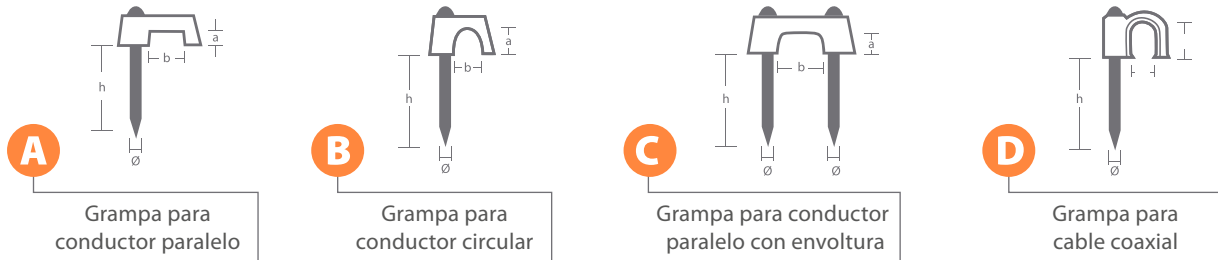 a
b
h
Ø
A
Grampa para
conductor paralelo
a
b
h
Ø
B
Grampa para
conductor circular
a
b
h
Ø Ø
C
Grampa para conductor
paralelo con envoltura
h
Ø
D
Grampa para
cable coaxial